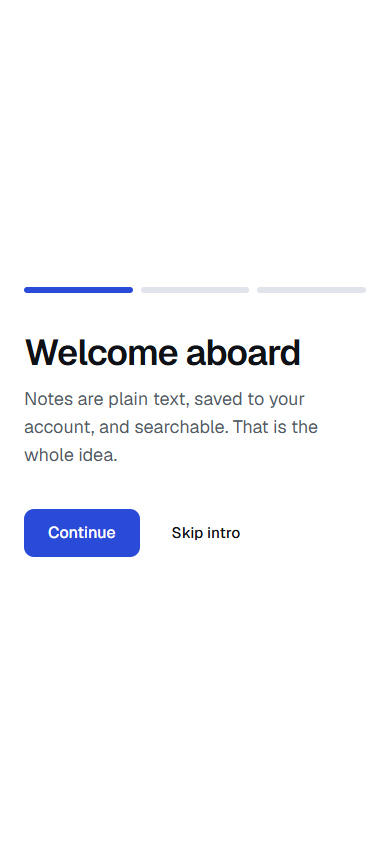 Welcome aboard
Notes are plain text, saved to your
account, and searchable. That is the
whole idea.
Continue
Skip intro